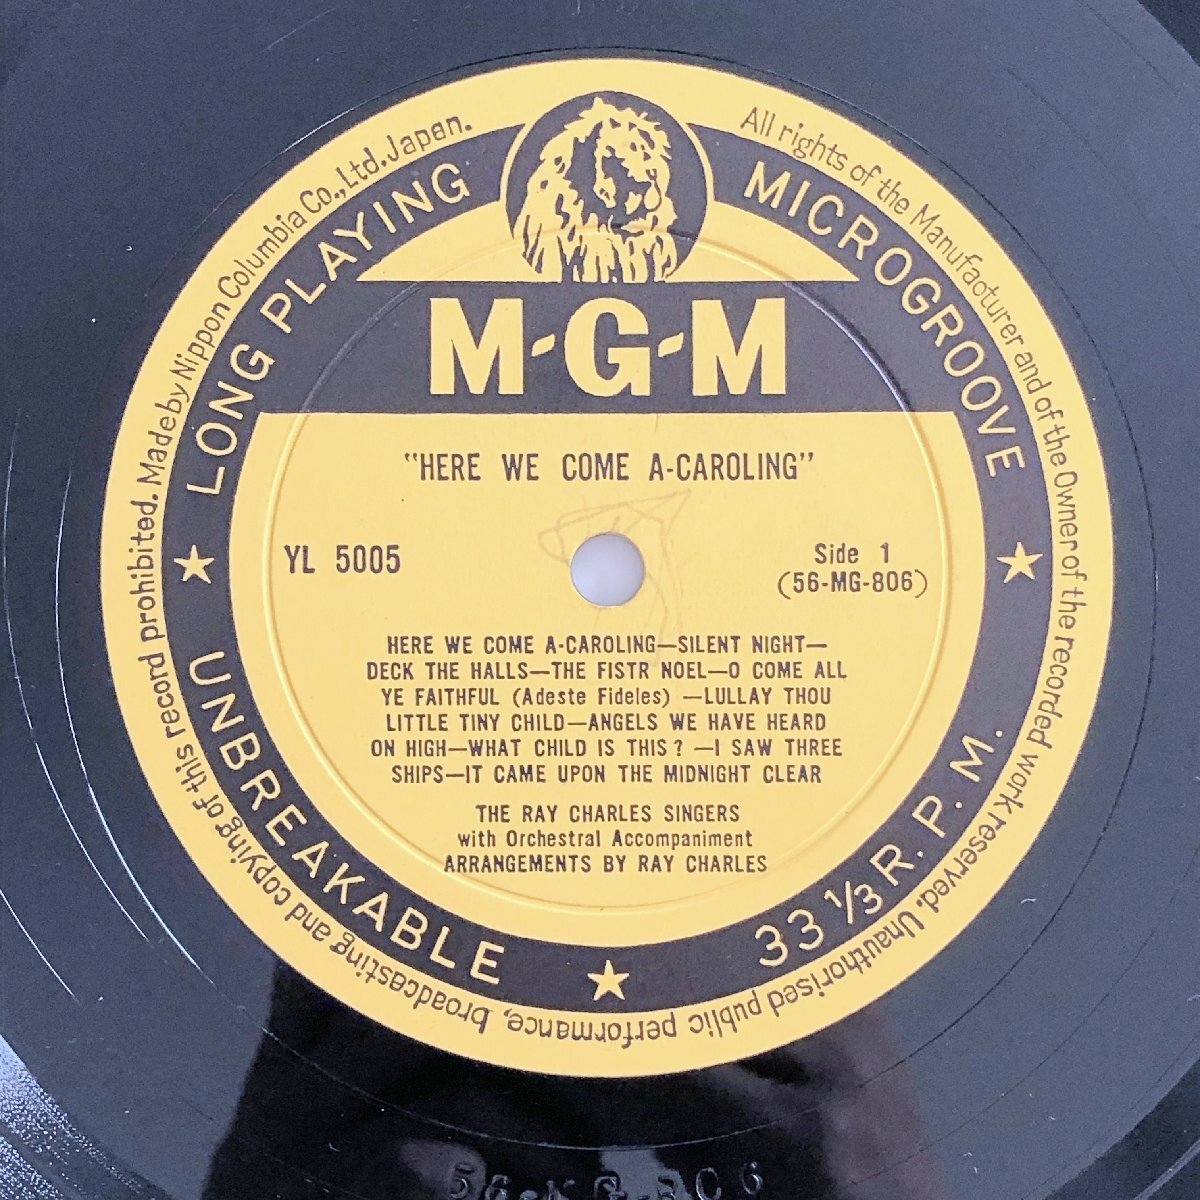 All rights of the Manufacturer and of the Owner of the recorded work reserved. Unauthorised public performance, broadcasting and copying of this record prohibited. Made by Nippon Columbia Co., Ltd. Japan.
LONG PLAYING
MICROGROOVE
M-G-M
"HERE WE COME A-CAROLING"
YL 5005
Side 1
(56-MG-806)
HERE WE COME A-CAROLING—SILENT NIGHT—
DECK THE HALLS—THE FISTR NOEL—O COME ALL
YE FAITHFUL (Adeste Fideles) —LULLAY THOU
LITTLE TINY CHILD—ANGELS WE HAVE HEARD
ON HIGH—WHAT CHILD IS THIS? —I SAW THREE
SHIPS—IT CAME UPON THE MIDNIGHT CLEAR
THE RAY CHARLES SINGERS
with Orchestral Accompaniment
ARRANGEMENTS BY RAY CHARLES
UNBREAKABLE
33 1/3 R. P. M.